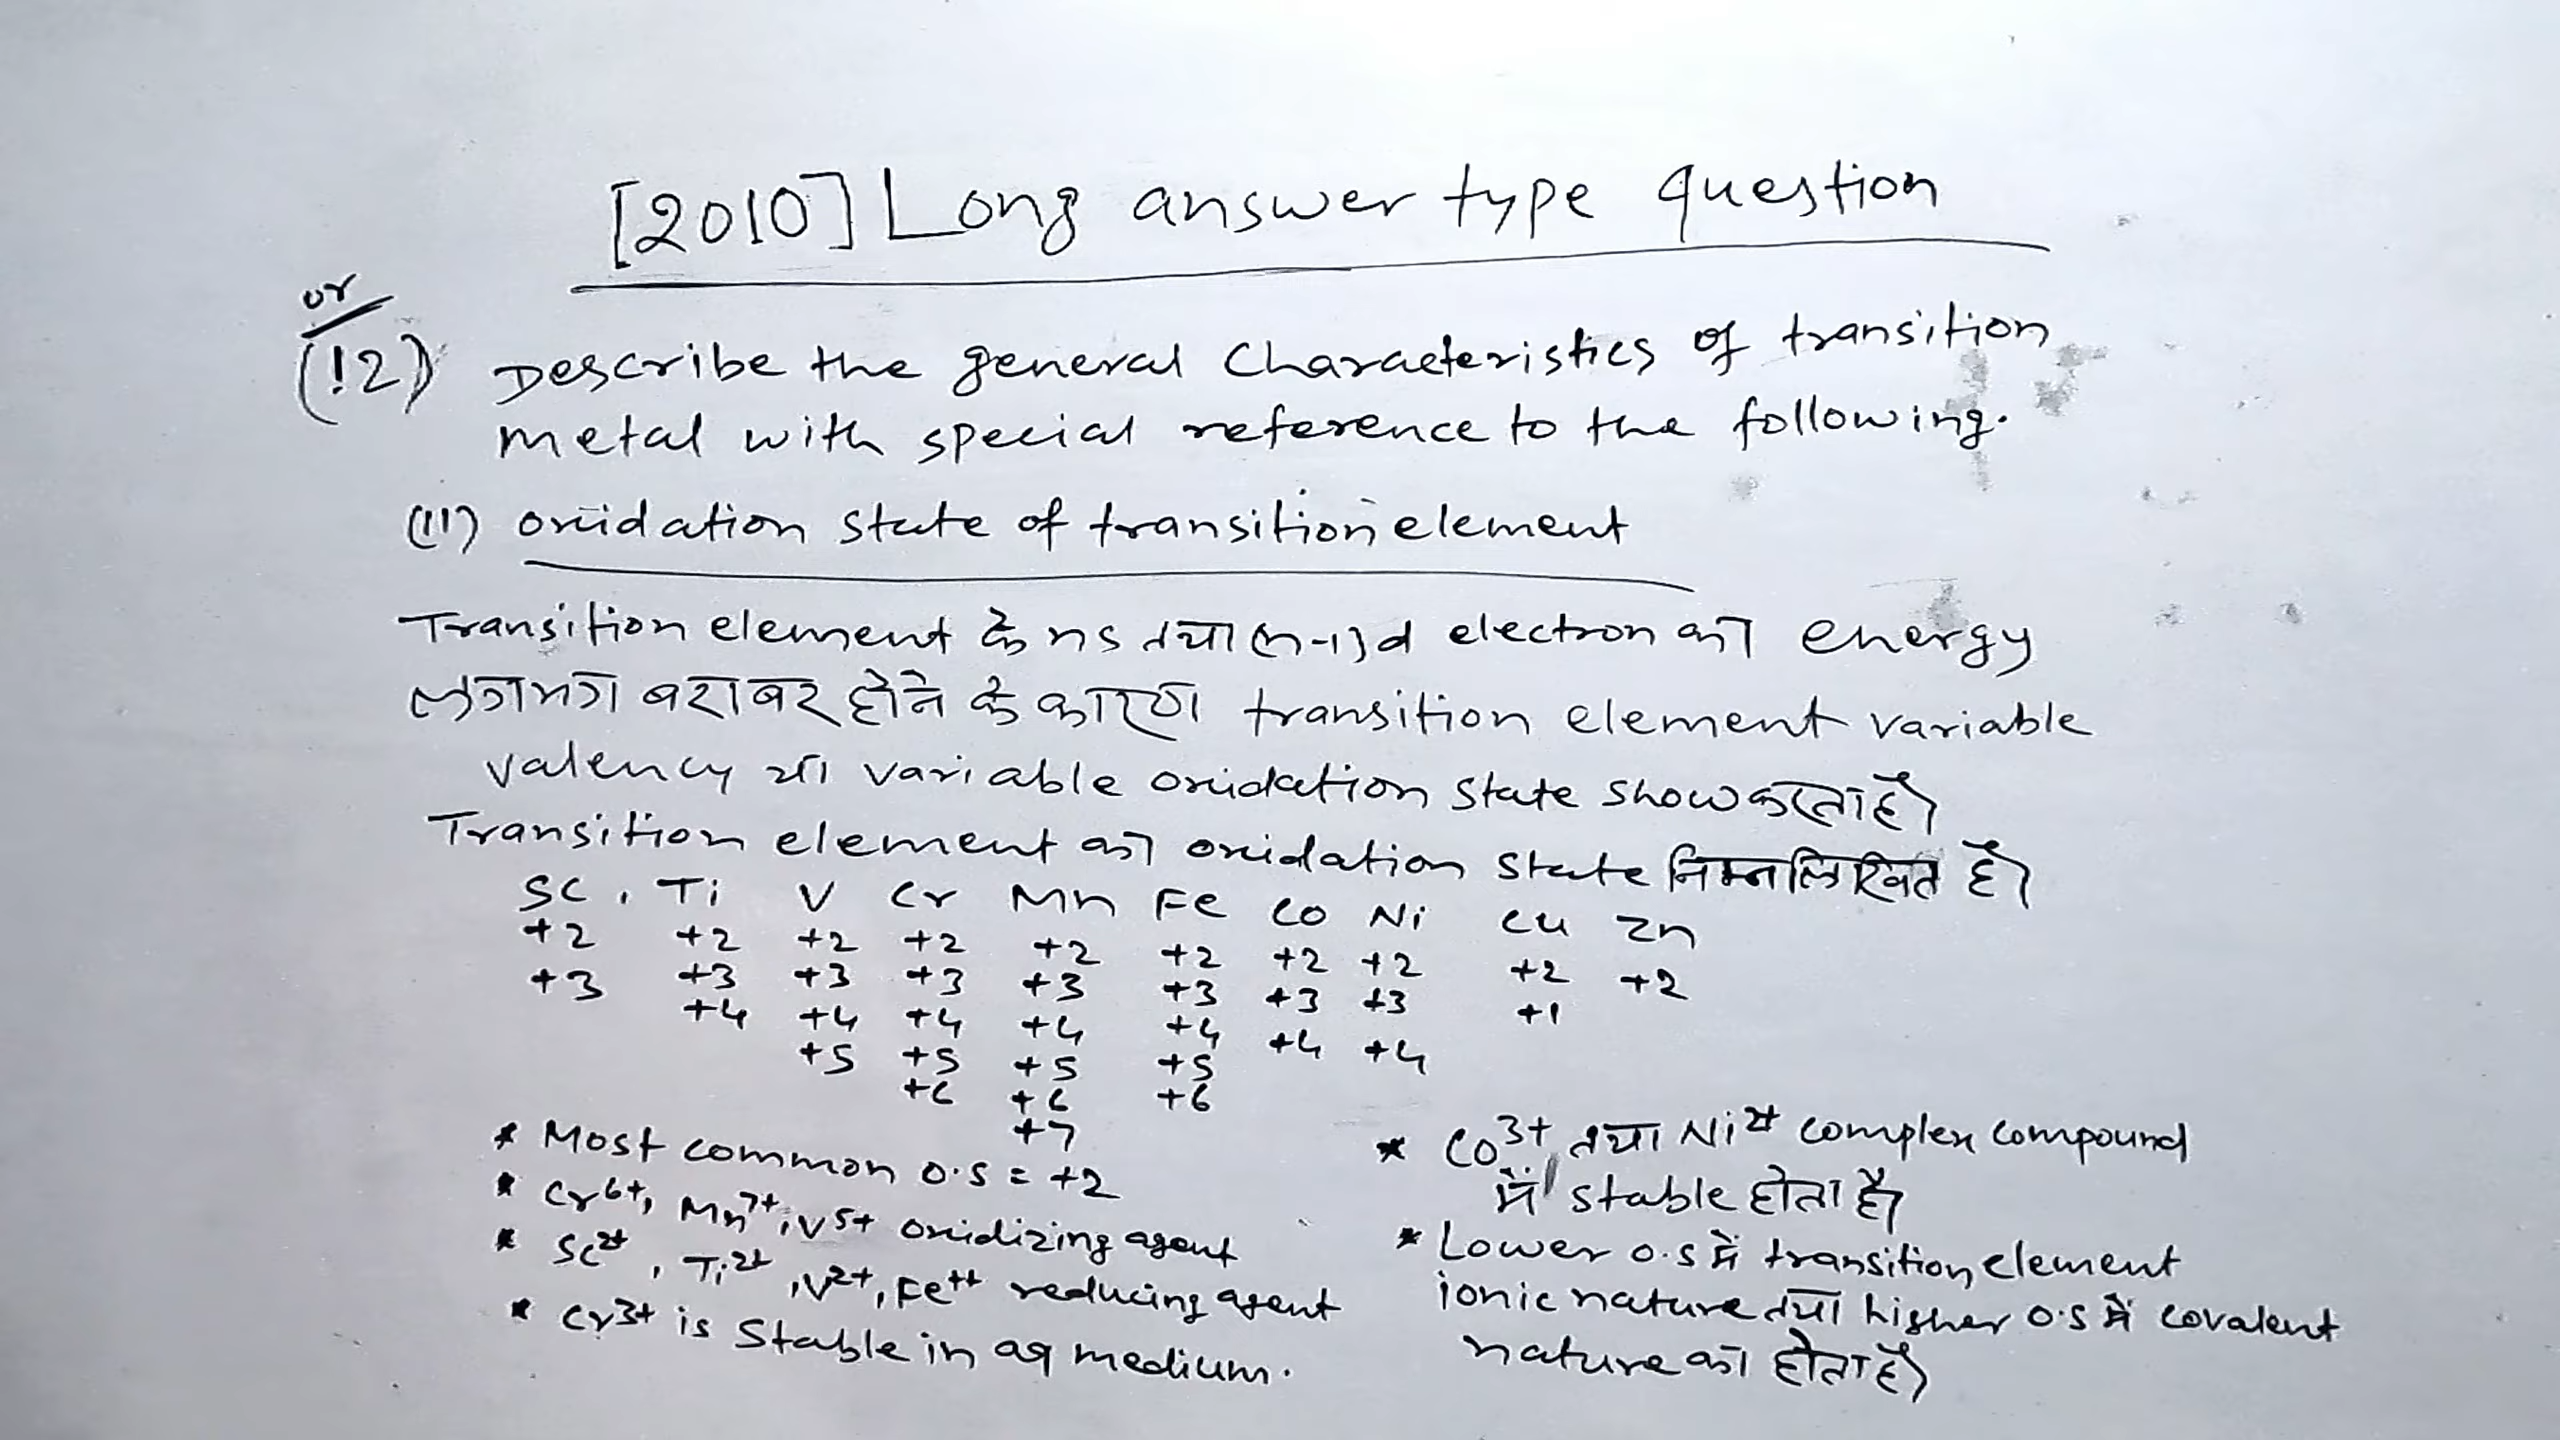 [2010] Long answer type question
or
(12) Describe the general characteristics of transition
metal with special reference to the following.
(II) oxidation state of transition element
Transition element के ns तथा (n-1)d electron की energy
लगभग बराबर होने के कारण transition element variable
valency या variable oxidation state show करता है।
Transition element की oxidation state निम्नलिखित है।
Sc, Ti V Cr Mn Fe Co Ni Cu Zn
+2 +2 +2 +2 +2 +2 +2 +2 +2 +2
+3 +3 +3 +3 +3 +3 +3 +3 +1
+4 +4 +4 +4 +4 +4 +4
+5 +5 +5 +5
+6 +6 +6
+7
* Most common o.s = +2
* Cr6+, Mn7+, V5+ oxidizing agent
* Sc2+, Ti2+, V2+, Fe++ reducing agent
* Cr3+ is Stable in aq medium.
* Co3+ तथा Ni2+ complex compound
में stable होता है।
* Lower o.s में transition element
ionic nature तथा higher o.s में covalent
nature का होता है।